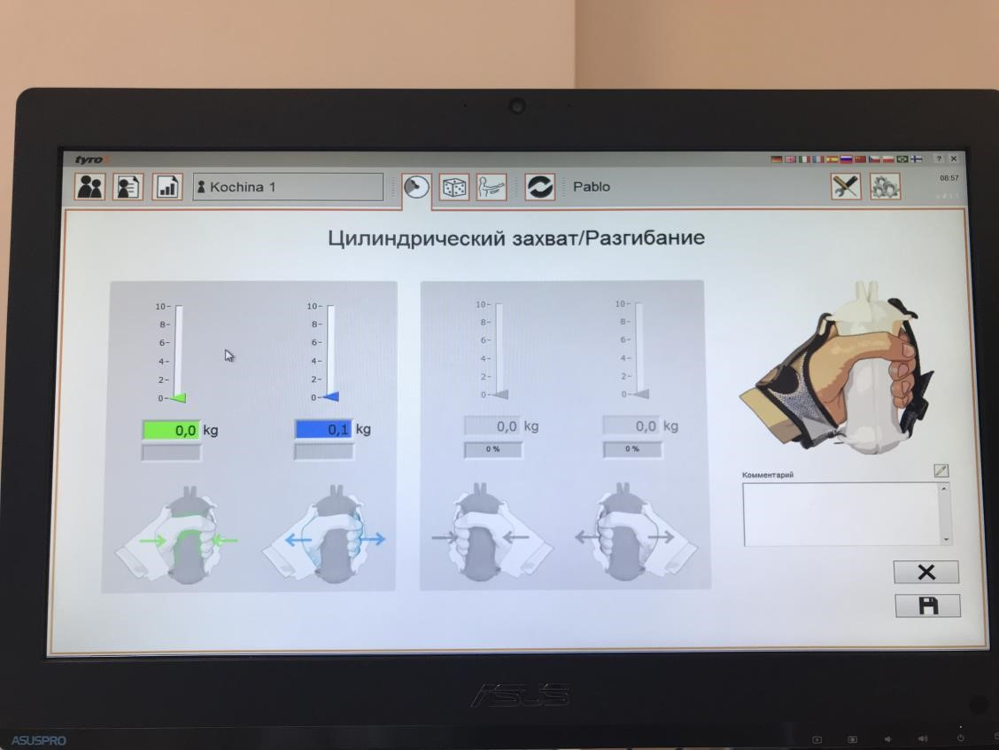 tyroS
? X
Kochina 1
Pablo
08:57
Цилиндрический захват/Разгибание
10 10 10 10
8 8 8 8
6 6 6 6
4 4 4 4
2 2 2 2
0 0 0 0
0,0 kg 0,1 kg 0,0 kg 0,0 kg
0 % 0 %
Комментарий
ASUS
ASUSPRO